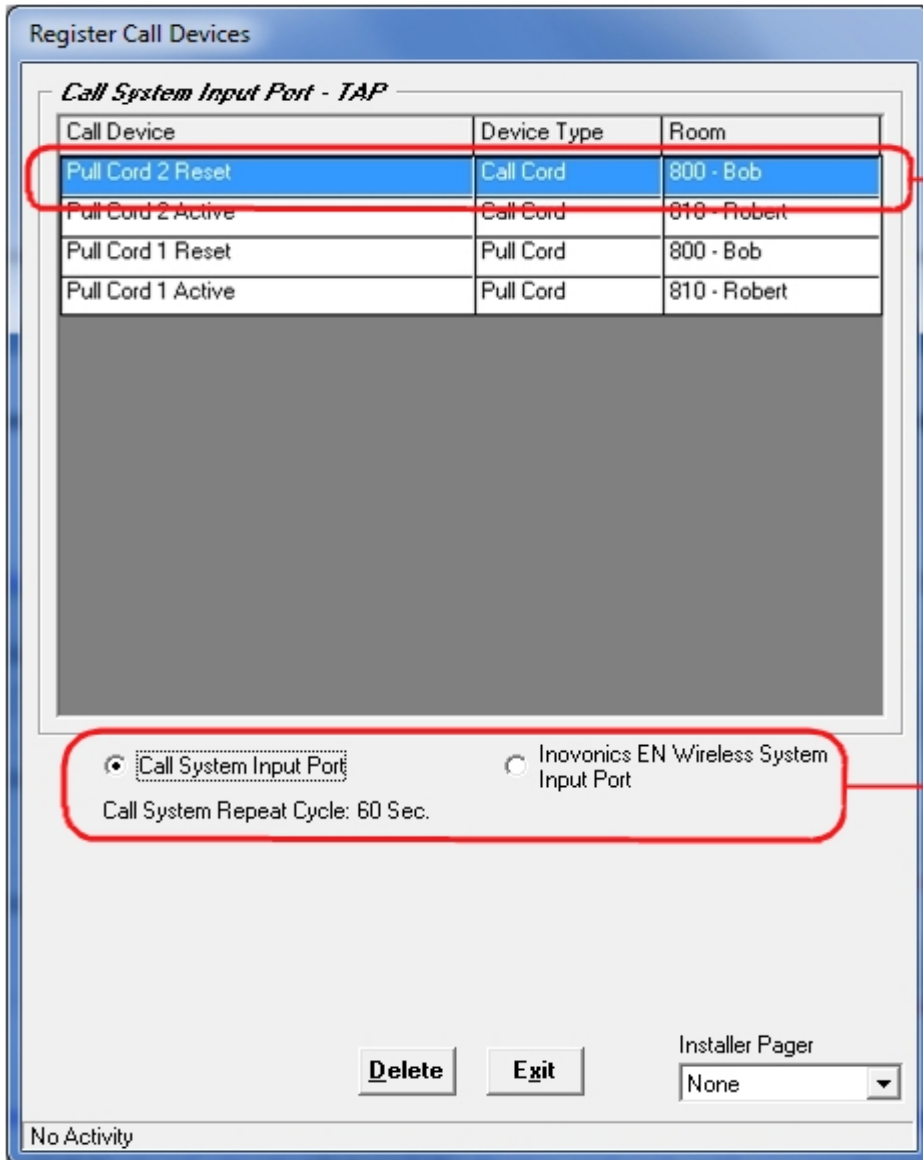 Register Call Devices
Call System Input Port - TAP
Call Device Device Type Room
Pull Cord 2 Reset Call Cord 800 - Bob
Pull Cord 2 Active Call Cord 810 - Robert
Pull Cord 1 Reset Pull Cord 800 - Bob
Pull Cord 1 Active Pull Cord 810 - Robert
Call System Input Port
Inovonics EN Wireless System
Input Port
Call System Repeat Cycle: 60 Sec.
Delete
Exit
Installer Pager
None
No Activity